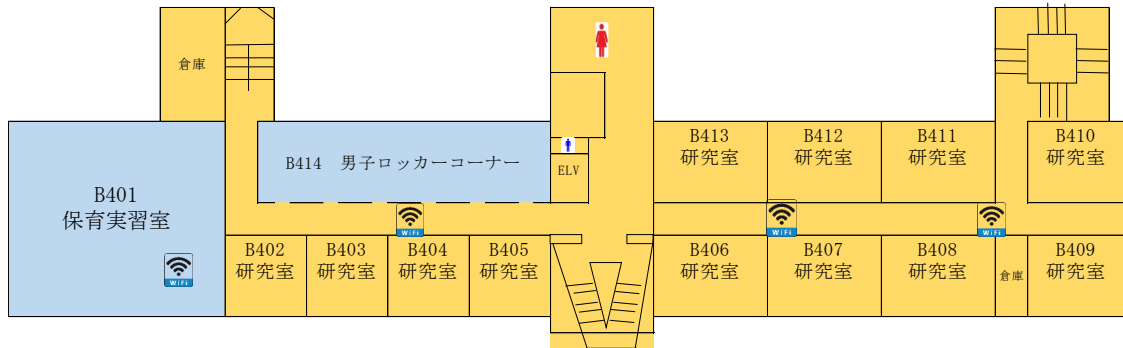 倉庫
B401
保育実習室
B414 男子ロッカーコーナー
ELV
B413
研究室
B412
研究室
B411
研究室
B410
研究室
B402
研究室
B403
研究室
B404
研究室
B405
研究室
B406
研究室
B407
研究室
B408
研究室
倉庫
B409
研究室
WiFi
WiFi
WiFi
WiFi